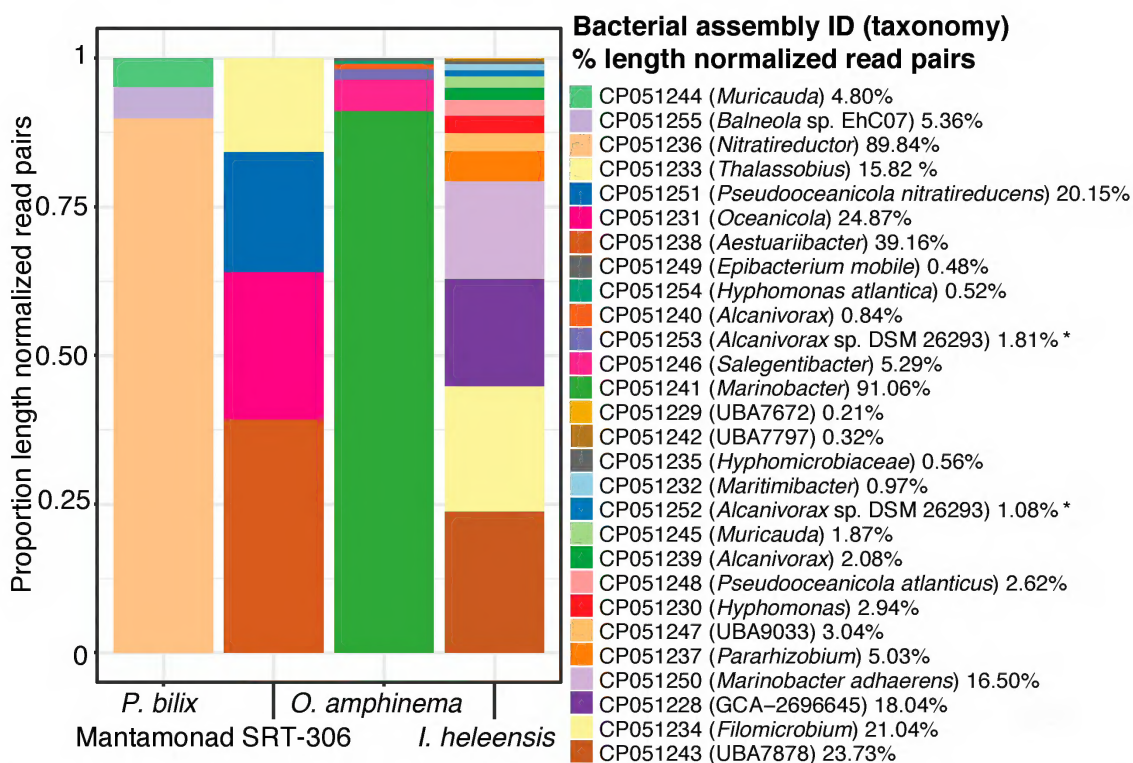 Bacterial assembly ID (taxonomy)
% length normalized read pairs
CP051244 (Muricauda) 4.80%
CP051255 (Balneola sp. EhC07) 5.36%
CP051236 (Nitratireductor) 89.84%
CP051233 (Thalassobius) 15.82 %
CP051251 (Pseudooceanicola nitratireducens) 20.15%
CP051231 (Oceanicola) 24.87%
CP051238 (Aestuariibacter) 39.16%
CP051249 (Epibacterium mobile) 0.48%
CP051254 (Hyphomonas atlantica) 0.52%
CP051240 (Alcanivorax) 0.84%
CP051253 (Alcanivorax sp. DSM 26293) 1.81% *
CP051246 (Salegentibacter) 5.29%
CP051241 (Marinobacter) 91.06%
CP051229 (UBA7672) 0.21%
CP051242 (UBA7797) 0.32%
CP051235 (Hyphomicrobiaceae) 0.56%
CP051232 (Maritimibacter) 0.97%
CP051252 (Alcanivorax sp. DSM 26293) 1.08% *
CP051245 (Muricauda) 1.87%
CP051239 (Alcanivorax) 2.08%
CP051248 (Pseudooceanicola atlanticus) 2.62%
CP051230 (Hyphomonas) 2.94%
CP051247 (UBA9033) 3.04%
CP051237 (Pararhizobium) 5.03%
CP051250 (Marinobacter adhaerens) 16.50%
CP051228 (GCA−2696645) 18.04%
CP051234 (Filomicrobium) 21.04%
CP051243 (UBA7878) 23.73%
Proportion length normalized read pairs
1
0.75
0.50
0.25
0
P. bilix
O. amphinema
Mantamonad SRT-306
I. heleensis